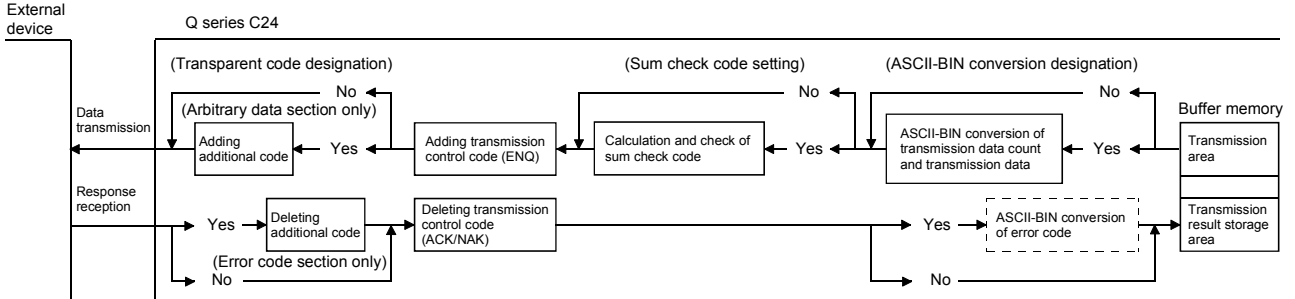 External
device
Q series C24
(Transparent code designation)
(Sum check code setting)
(ASCII-BIN conversion designation)
No
No
No
(Arbitrary data section only)
Data
transmission
Buffer memory
Adding
additional code
Yes
Adding transmission
control code (ENQ)
Calculation and check of
sum check code
Yes
ASCII-BIN conversion of
transmission data count
and transmission data
Yes
Transmission
area
Response
reception
Yes
Deleting
additional code
Deleting transmission
control code
(ACK/NAK)
Yes
ASCII-BIN conversion
of error code
Transmission
result storage
area
(Error code section only)
No
No